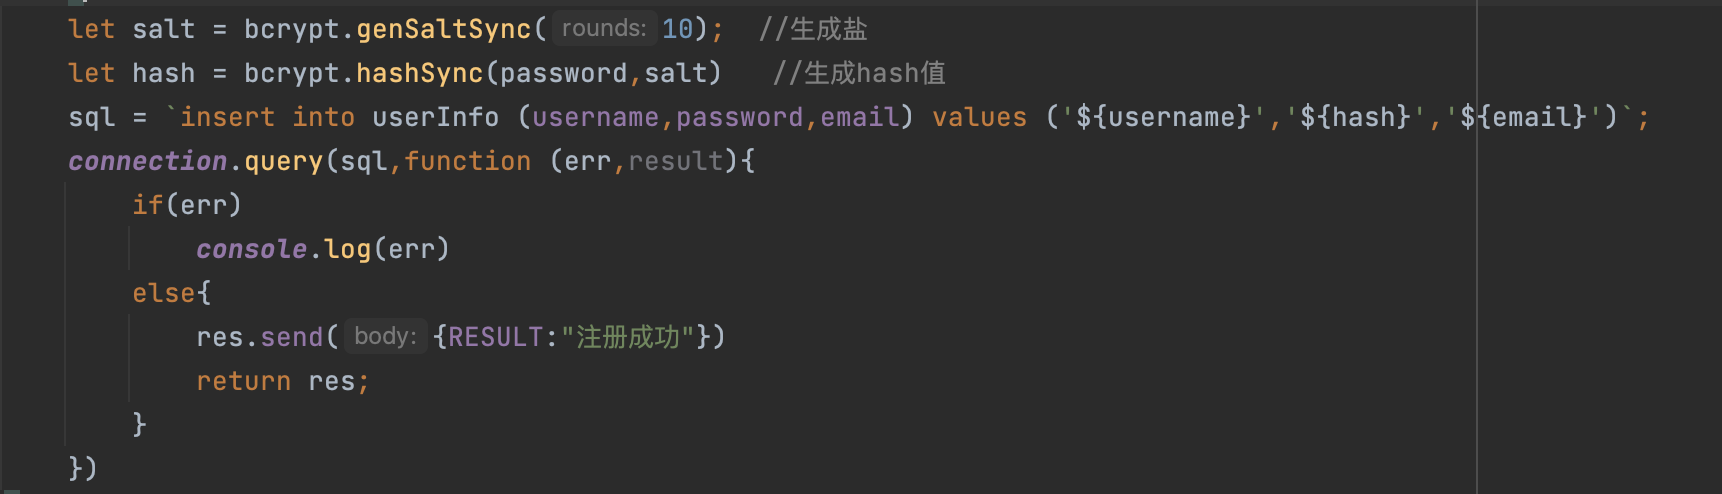 let salt = bcrypt.genSaltSync( rounds: 10);  //生成盐
let hash = bcrypt.hashSync(password,salt)   //生成hash值
sql = `insert into userInfo (username,password,email) values ('${username}','${hash}','${email}')`;
connection.query(sql,function (err,result){
    if(err)
        console.log(err)
    else{
        res.send( body: {RESULT:"注册成功"})
        return res;
    }
})